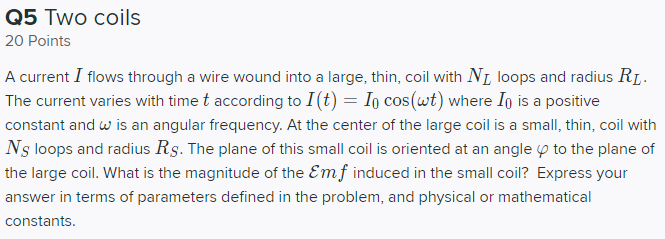 Q5 Two coils
20 Points
A current I flows through a wire wound into a large, thin, coil with N_L loops and radius R_L.
The current varies with time t according to I(t) = I_0 cos(ωt) where I_0 is a positive
constant and ω is an angular frequency. At the center of the large coil is a small, thin, coil with
N_S loops and radius R_S. The plane of this small coil is oriented at an angle φ to the plane of
the large coil. What is the magnitude of the ℰmf induced in the small coil? Express your
answer in terms of parameters defined in the problem, and physical or mathematical
constants.